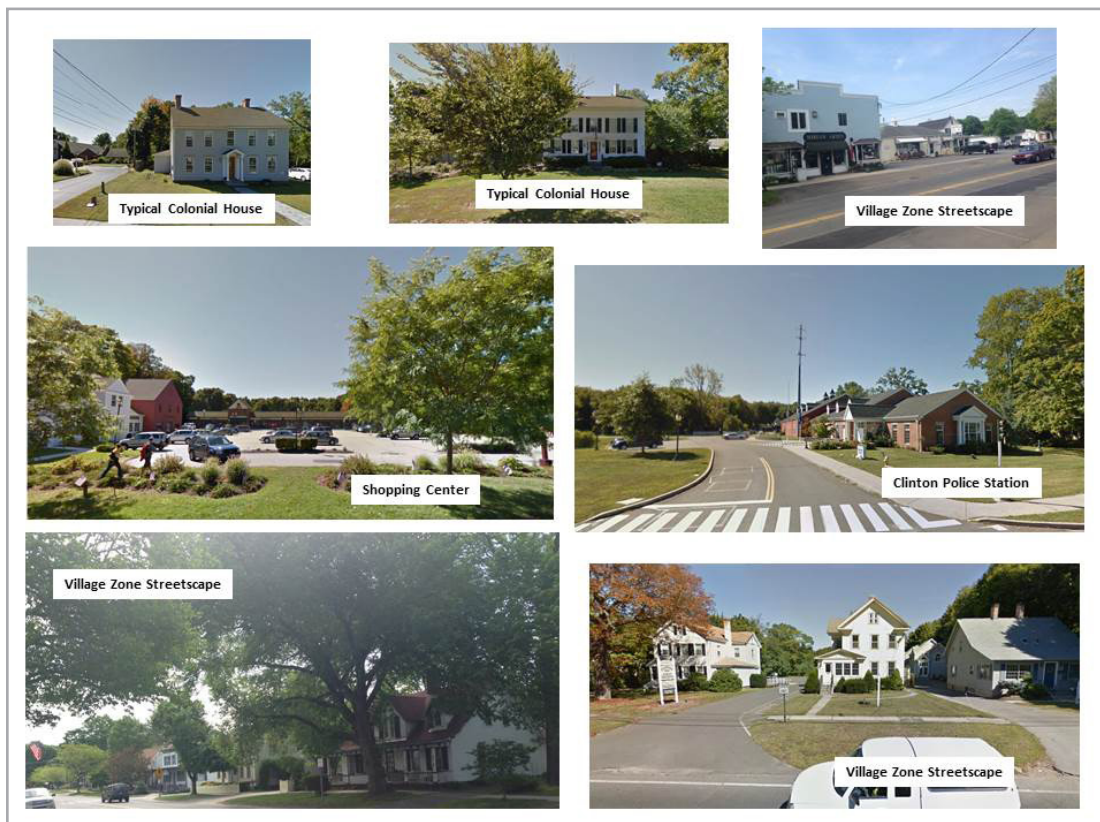 Typical Colonial House
Typical Colonial House
Village Zone Streetscape
Shopping Center
Clinton Police Station
Village Zone Streetscape
Village Zone Streetscape